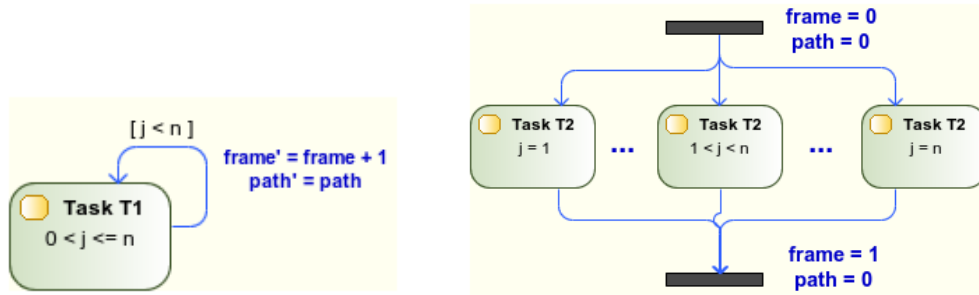 [ j < n ]
frame' = frame + 1
path' = path
Task T1
0 < j <= n
frame = 0
path = 0
Task T2
j = 1
...
Task T2
1 < j < n
...
Task T2
j = n
frame = 1
path = 0